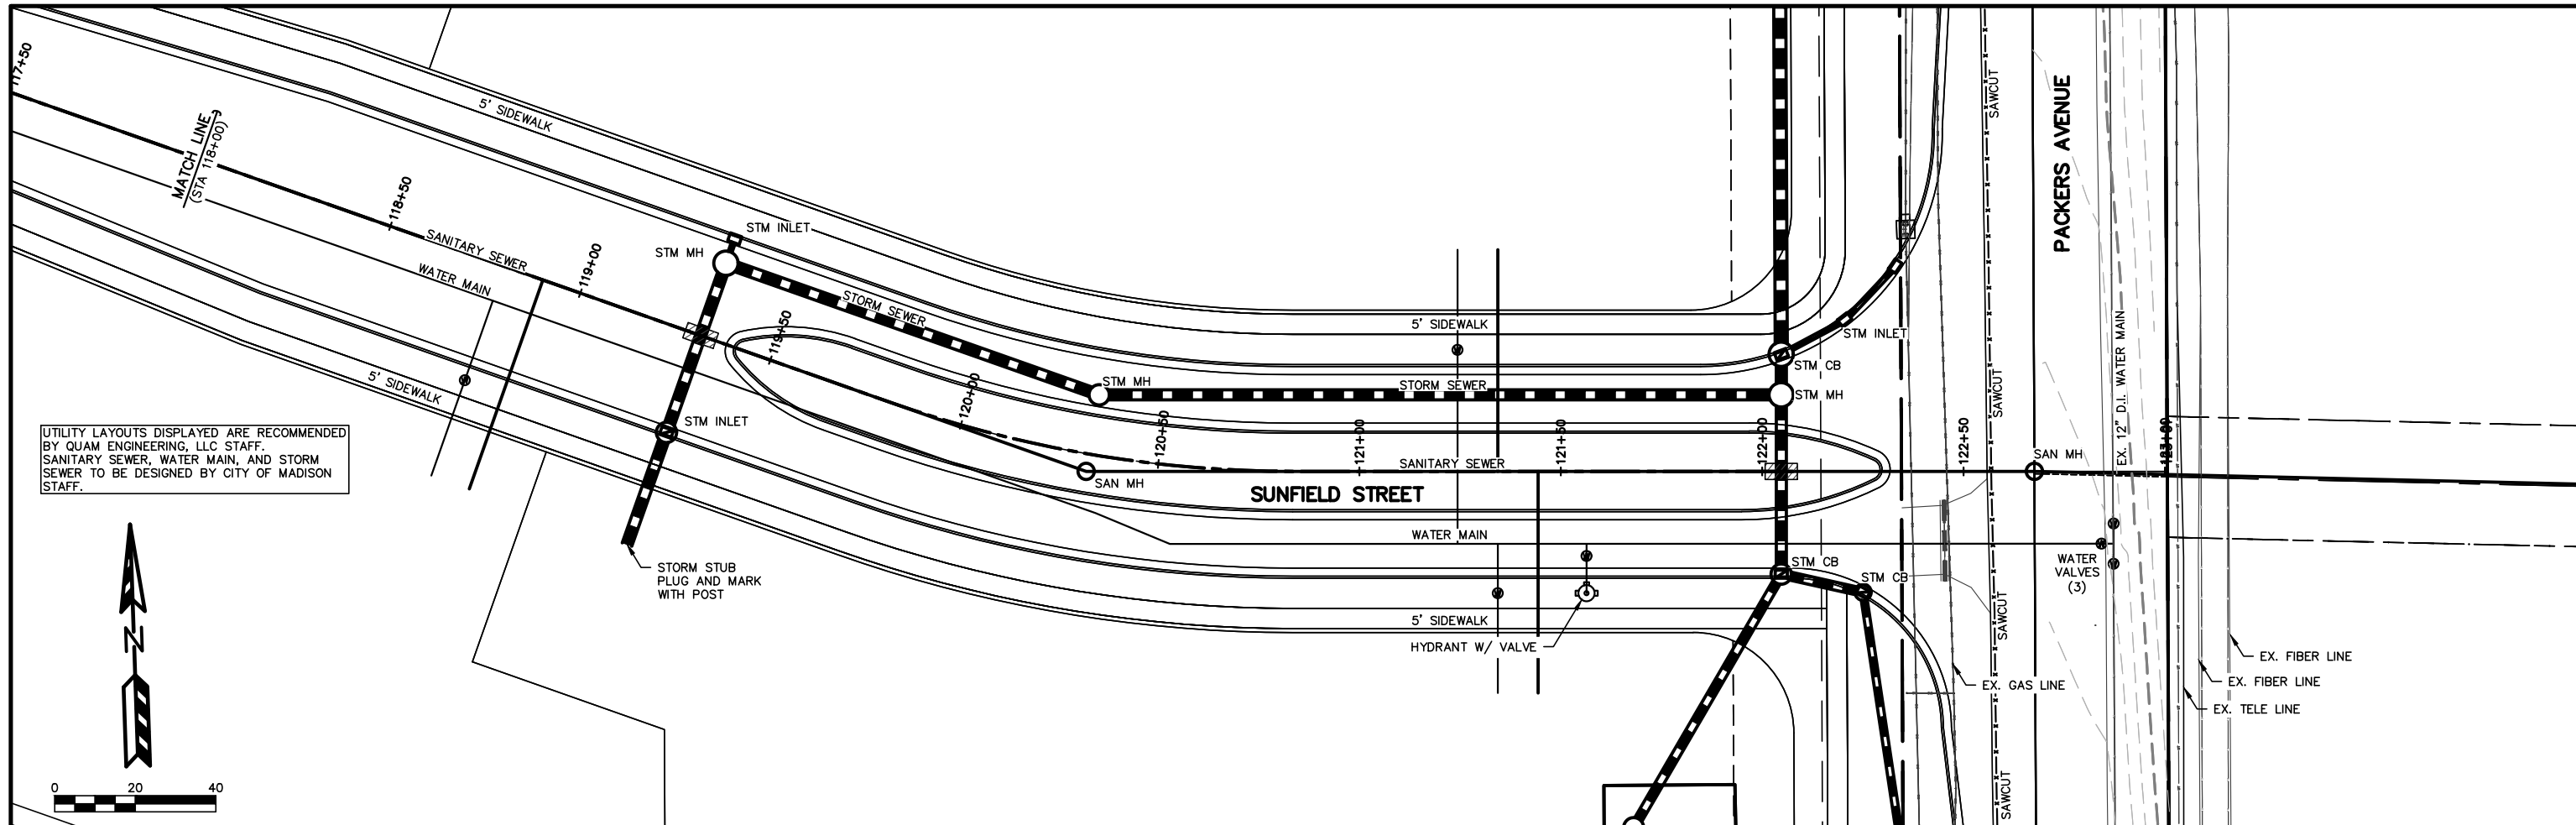 117+50
MATCH LINE
(STA 118+00)
5' SIDEWALK
118+50
SANITARY SEWER
WATER MAIN
119+00
STM INLET
STM MH
STORM SEWER
119+50
5' SIDEWALK
STM INLET
UTILITY LAYOUTS DISPLAYED ARE RECOMMENDED
BY QUAM ENGINEERING, LLC STAFF.
SANITARY SEWER, WATER MAIN, AND STORM
SEWER TO BE DESIGNED BY CITY OF MADISON
STAFF.
STORM STUB
PLUG AND MARK
WITH POST
N
0 20 40
STM MH
120+00
SAN MH
120+50
5' SIDEWALK
STORM SEWER
121+00
SANITARY SEWER
121+50
SUNFIELD STREET
WATER MAIN
5' SIDEWALK
HYDRANT W/ VALVE
STM INLET
STM CB
STM MH
122+00
STM CB
STM CB
122+50
SAN MH
SAWCUT
SAWCUT
SAWCUT
SAWCUT
PACKERS AVENUE
EX. 12" D.I. WATER MAIN
WATER
VALVES
(3)
EX. GAS LINE
EX. FIBER LINE
EX. FIBER LINE
EX. TELE LINE